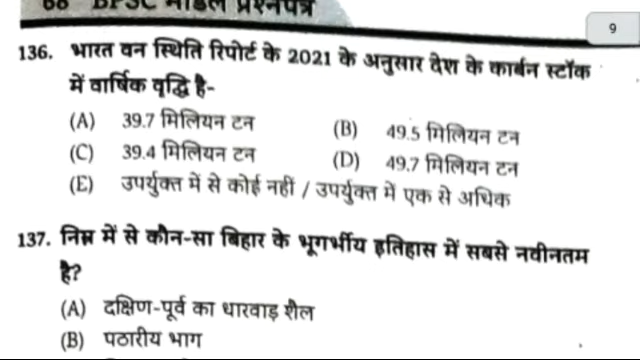 68 BPSC मॉडल प्रश्नपत्र
9
136. भारत वन स्थिति रिपोर्ट के 2021 के अनुसार देश के कार्बन स्टॉक
में वार्षिक वृद्धि है-
(A) 39.7 मिलियन टन (B) 49.5 मिलियन टन
(C) 39.4 मिलियन टन (D) 49.7 मिलियन टन
(E) उपर्युक्त में से कोई नहीं / उपर्युक्त में एक से अधिक
137. निम्न में से कौन-सा बिहार के भूगर्भीय इतिहास में सबसे नवीनतम
है?
(A) दक्षिण-पूर्व का धारवाड़ शैल
(B) पठारीय भाग